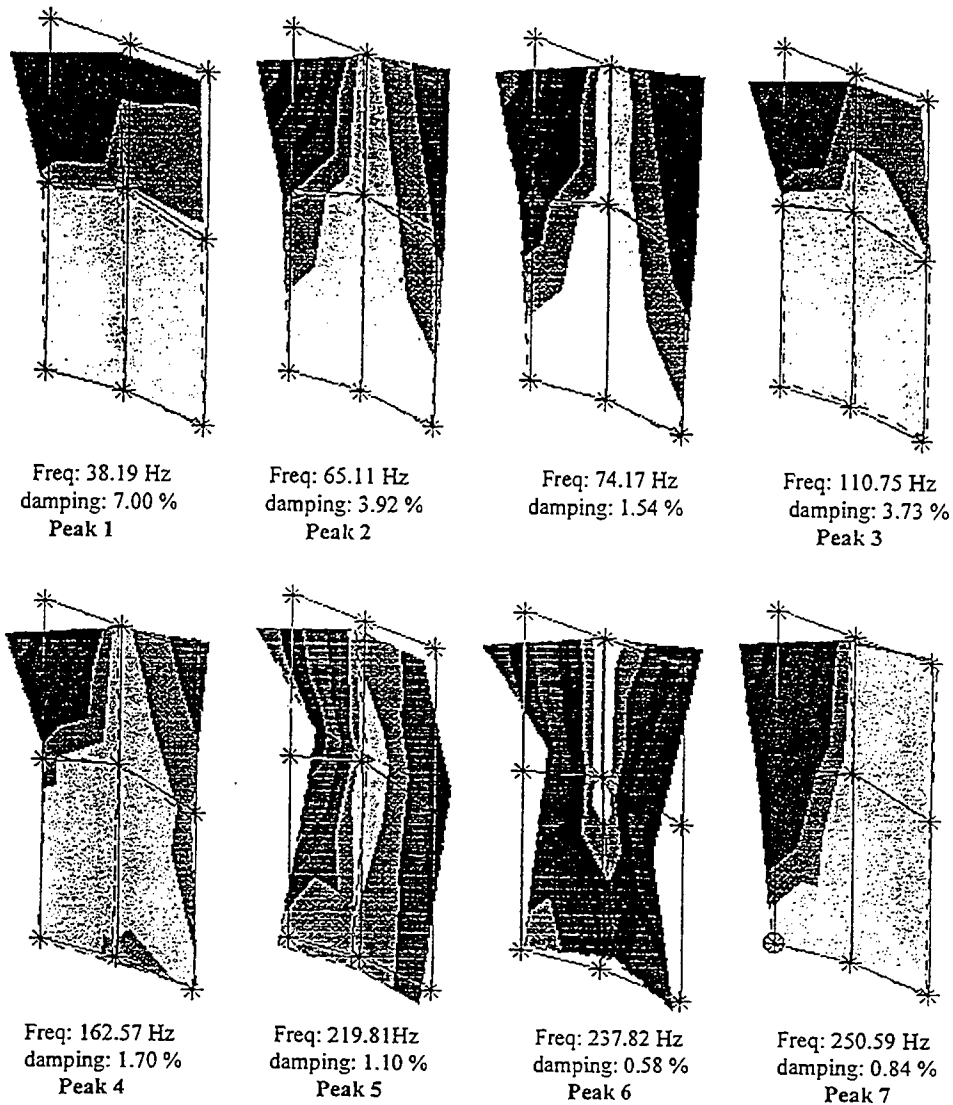 Freq: 38.19 Hz
damping: 7.00 %
Peak 1
Freq: 65.11 Hz
damping: 3.92 %
Peak 2
Freq: 74.17 Hz
damping: 1.54 %
Freq: 110.75 Hz
damping: 3.73 %
Peak 3
Freq: 162.57 Hz
damping: 1.70 %
Peak 4
Freq: 219.81Hz
damping: 1.10 %
Peak 5
Freq: 237.82 Hz
damping: 0.58 %
Peak 6
Freq: 250.59 Hz
damping: 0.84 %
Peak 7